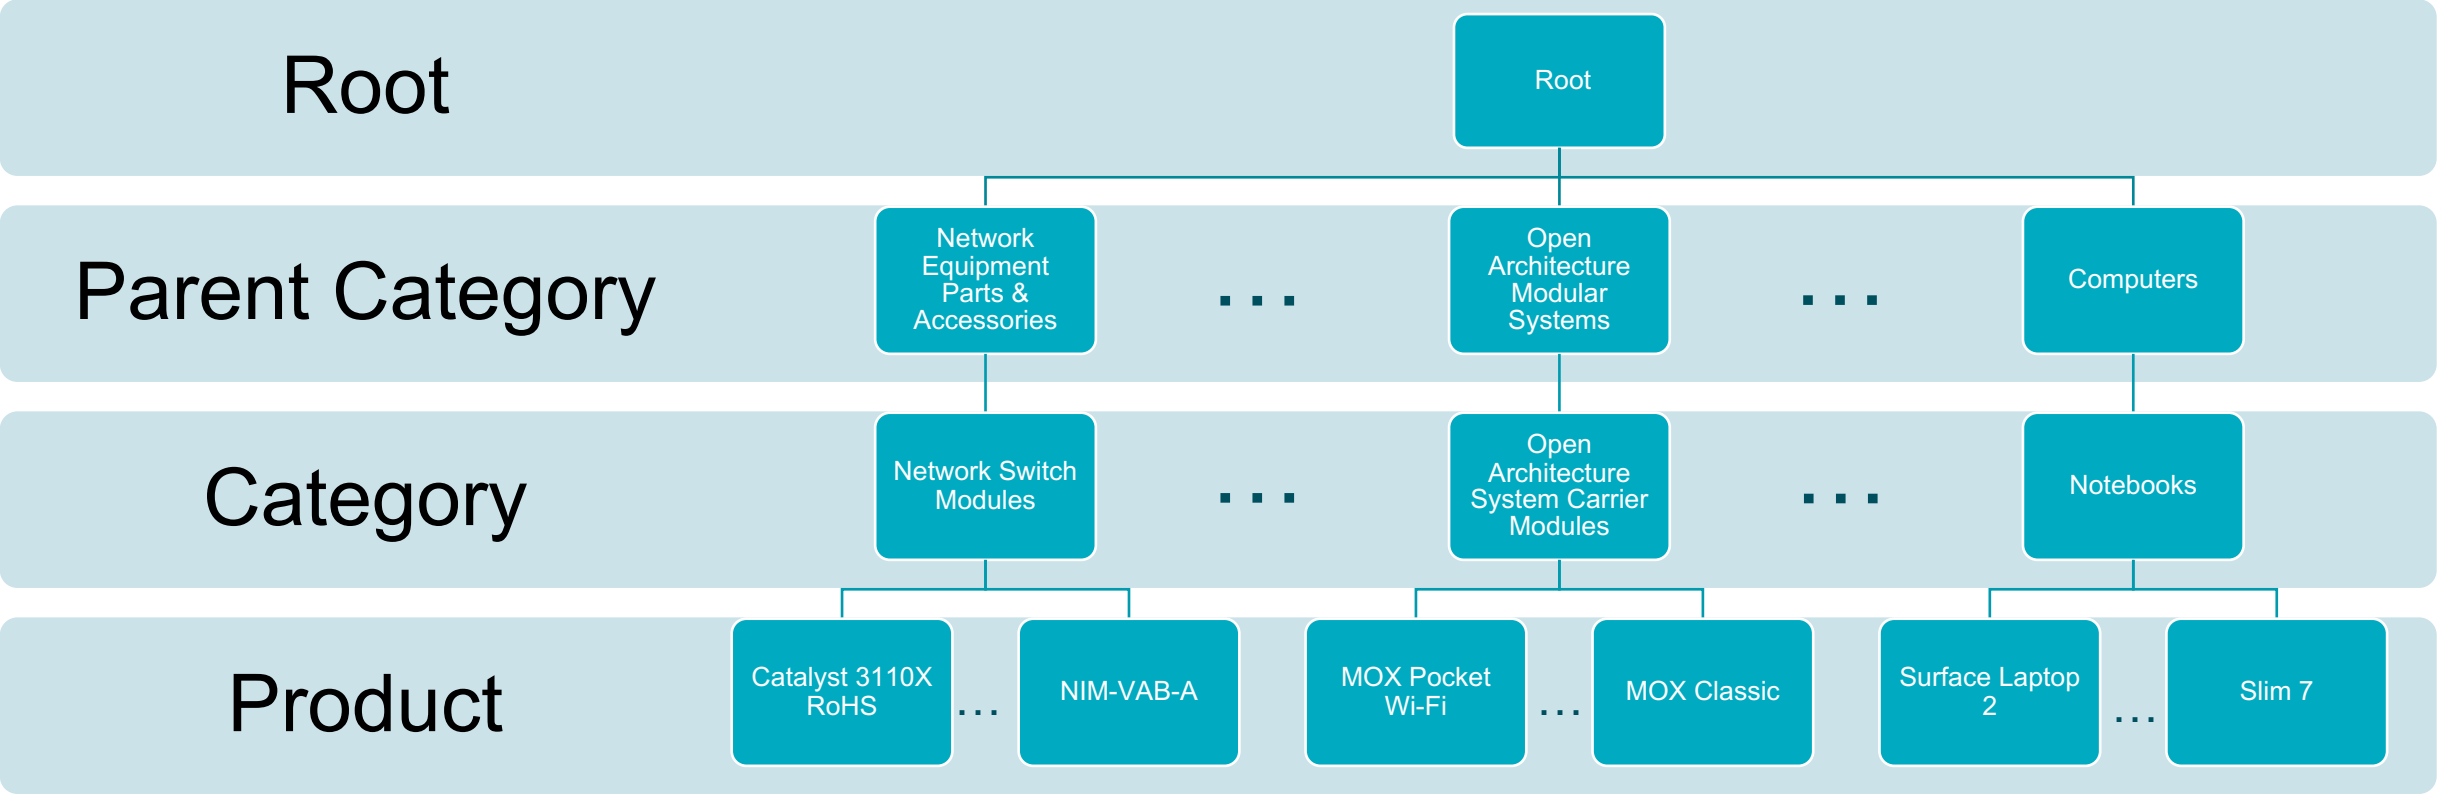 Root
Root
Parent Category
Network
Equipment
Parts &
Accessories
...
Open
Architecture
Modular
Systems
...
Computers
Category
Network Switch
Modules
...
Open
Architecture
System Carrier
Modules
...
Notebooks
Product
Catalyst 3110X
RoHS
...
NIM-VAB-A
MOX Pocket
Wi-Fi
...
MOX Classic
Surface Laptop
2
...
Slim 7